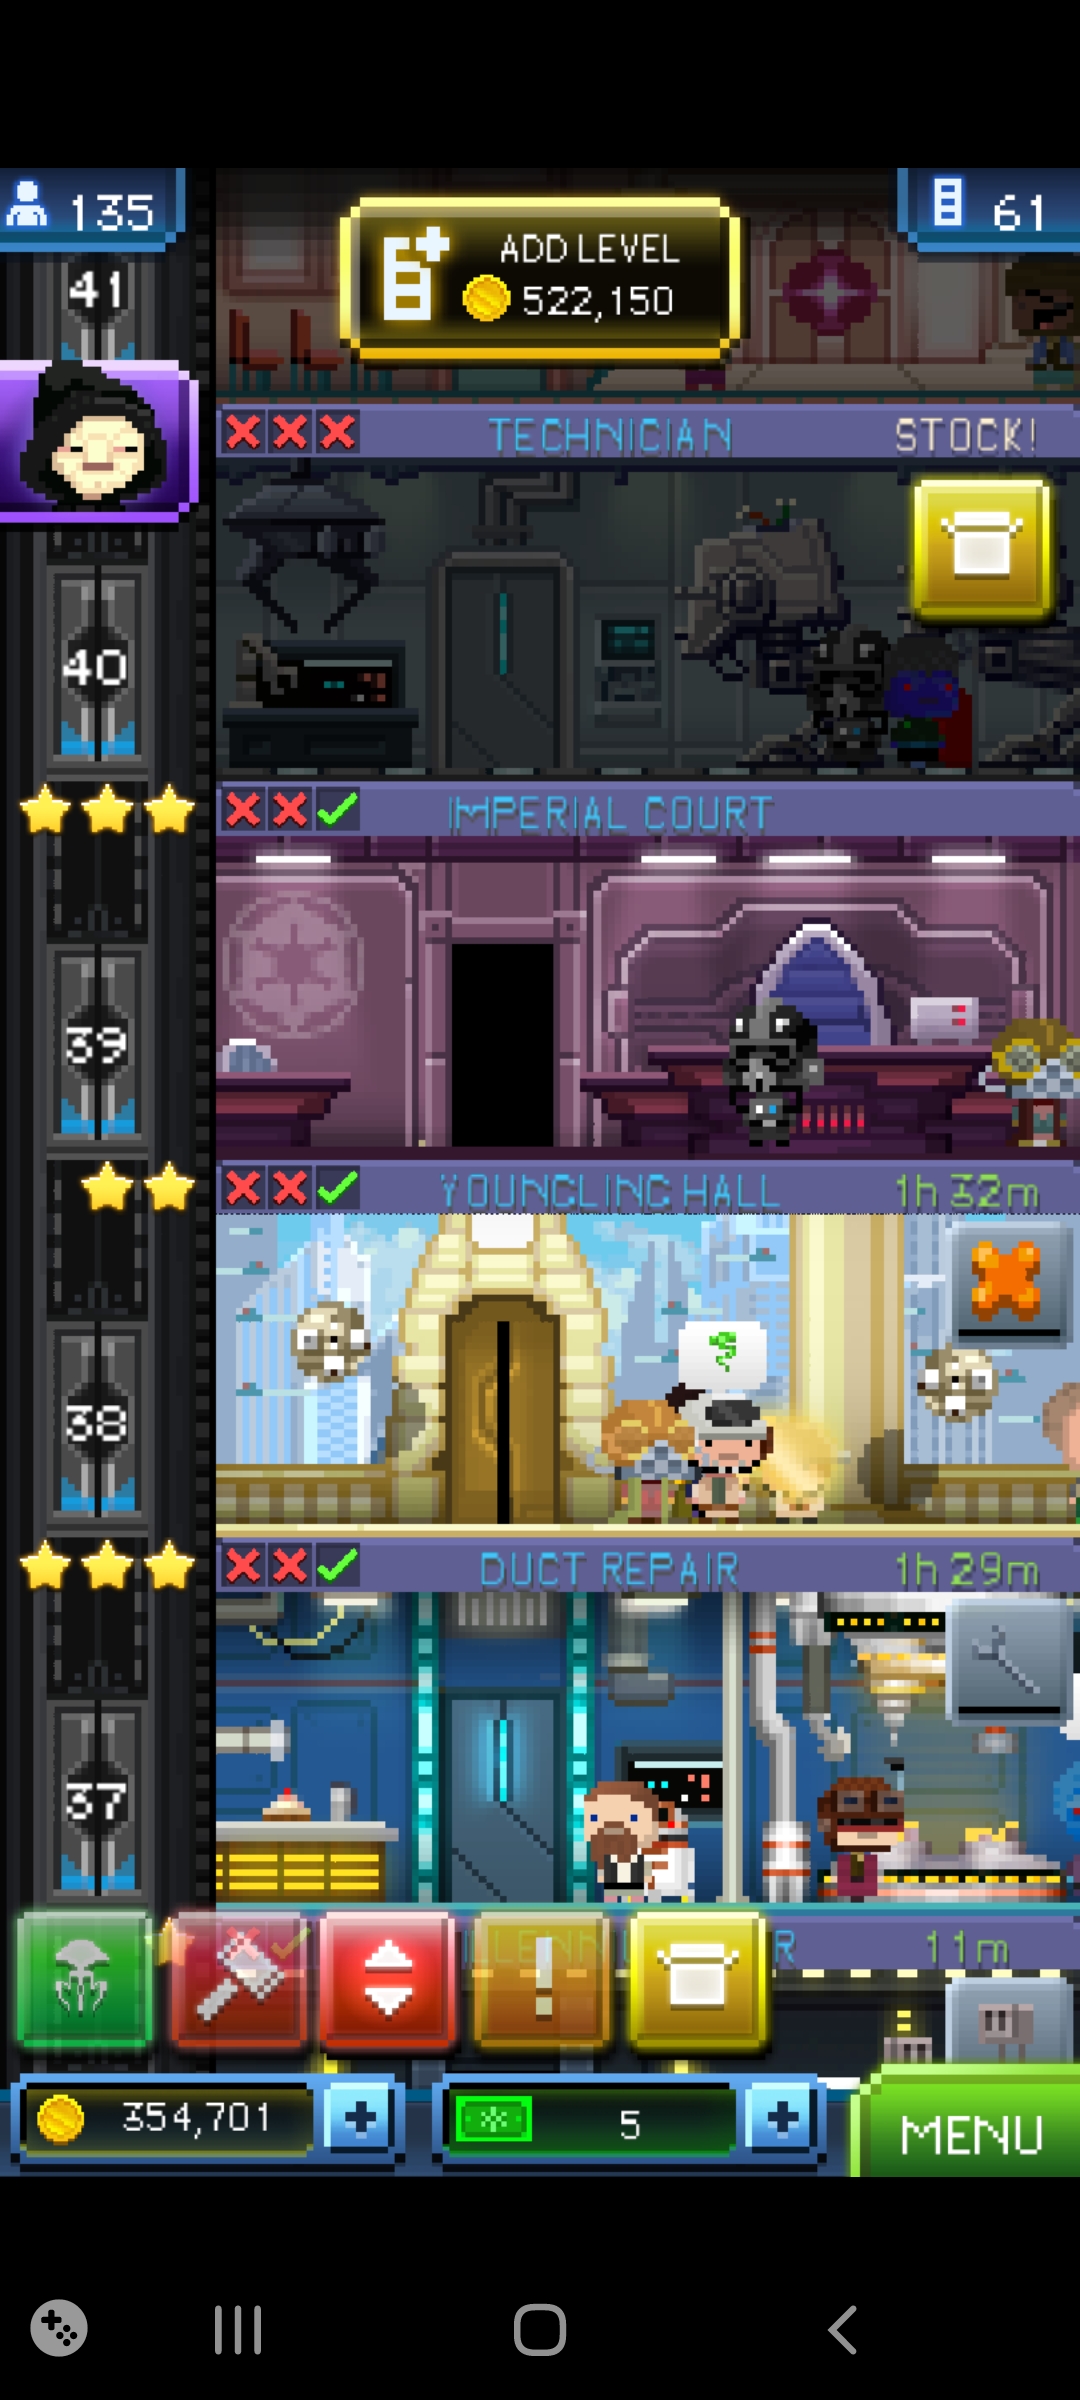 135
ADD LEVEL
522,150
61
41
TECHNICIAN
STOCK!
40
IMPERIAL COURT
39
YOUNGLING HALL
1h 32m
38
DUCT REPAIR
1h 29m
37
11m
354,701
5
MENU